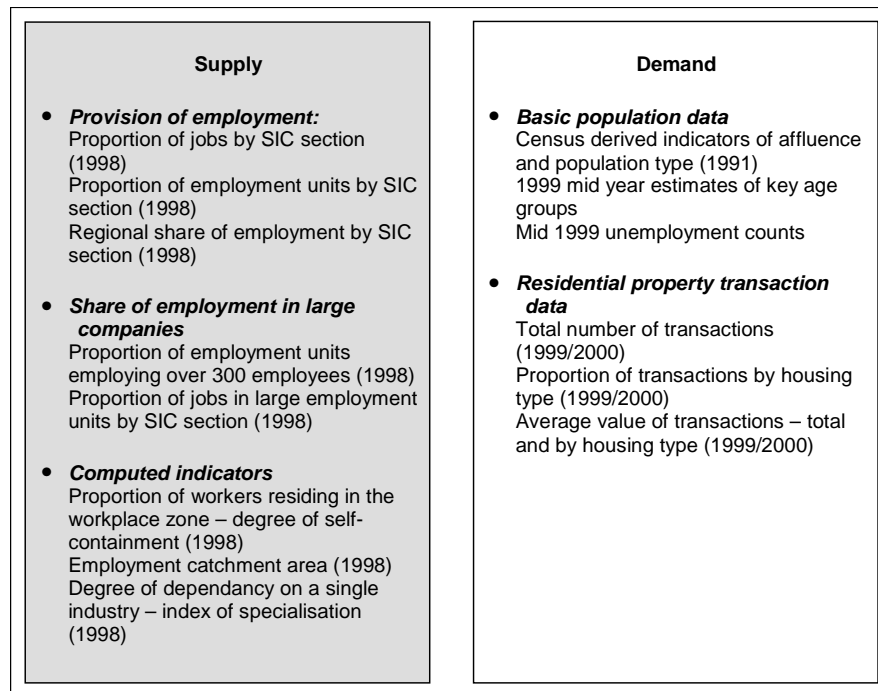 Supply
• Provision of employment:
Proportion of jobs by SIC section
(1998)
Proportion of employment units by SIC
section (1998)
Regional share of employment by SIC
section (1998)
• Share of employment in large
companies
Proportion of employment units
employing over 300 employees (1998)
Proportion of jobs in large employment
units by SIC section (1998)
• Computed indicators
Proportion of workers residing in the
workplace zone – degree of self-
containment (1998)
Employment catchment area (1998)
Degree of dependancy on a single
industry – index of specialisation
(1998)
Demand
• Basic population data
Census derived indicators of affluence
and population type (1991)
1999 mid year estimates of key age
groups
Mid 1999 unemployment counts
• Residential property transaction
data
Total number of transactions
(1999/2000)
Proportion of transactions by housing
type (1999/2000)
Average value of transactions – total
and by housing type (1999/2000)